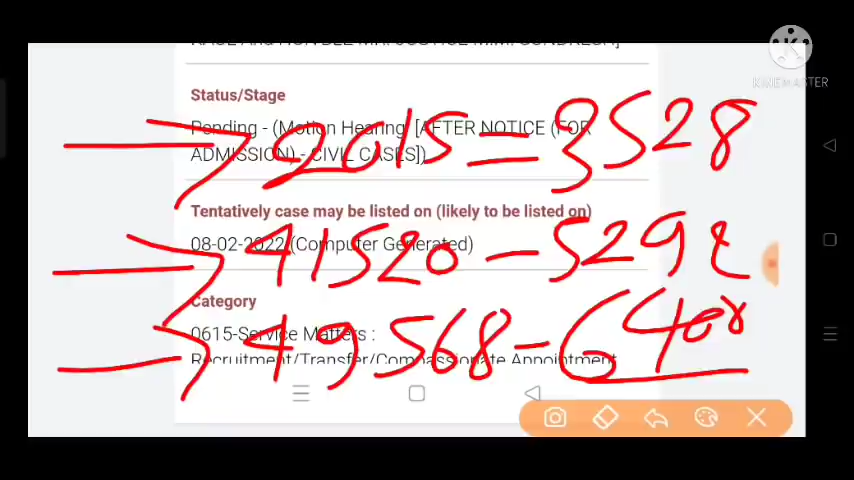 KINEMASTER
Status/Stage
Pending - (Motion Hearing [AFTER NOTICE (FOR
ADMISSION) - CIVIL CASES])
2015 = 3528
Tentatively case may be listed on (likely to be listed on)
08-02-2022 (Computer Generated)
41520 -
Category
0615-Service Matters :
Recruitment/Transfer/Compassionate Appointment
49568 -